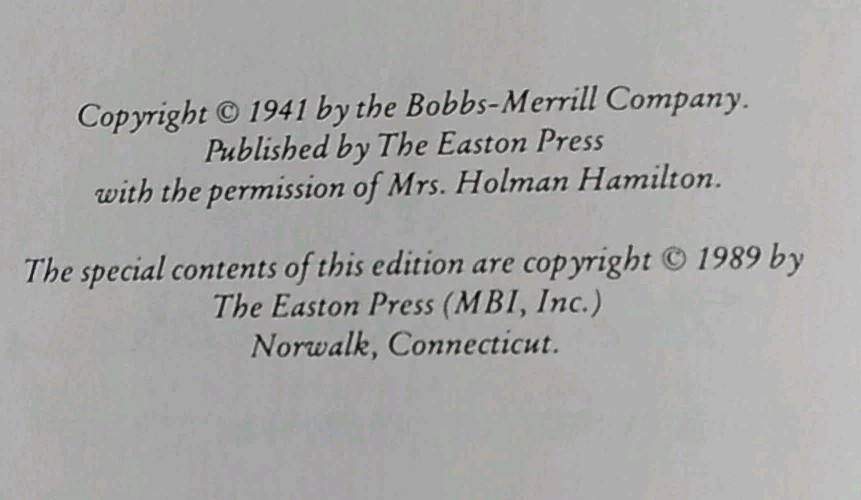 Copyright © 1941 by the Bobbs-Merrill Company.
Published by The Easton Press
with the permission of Mrs. Holman Hamilton.
The special contents of this edition are copyright © 1989 by
The Easton Press (MBI, Inc.)
Norwalk, Connecticut.